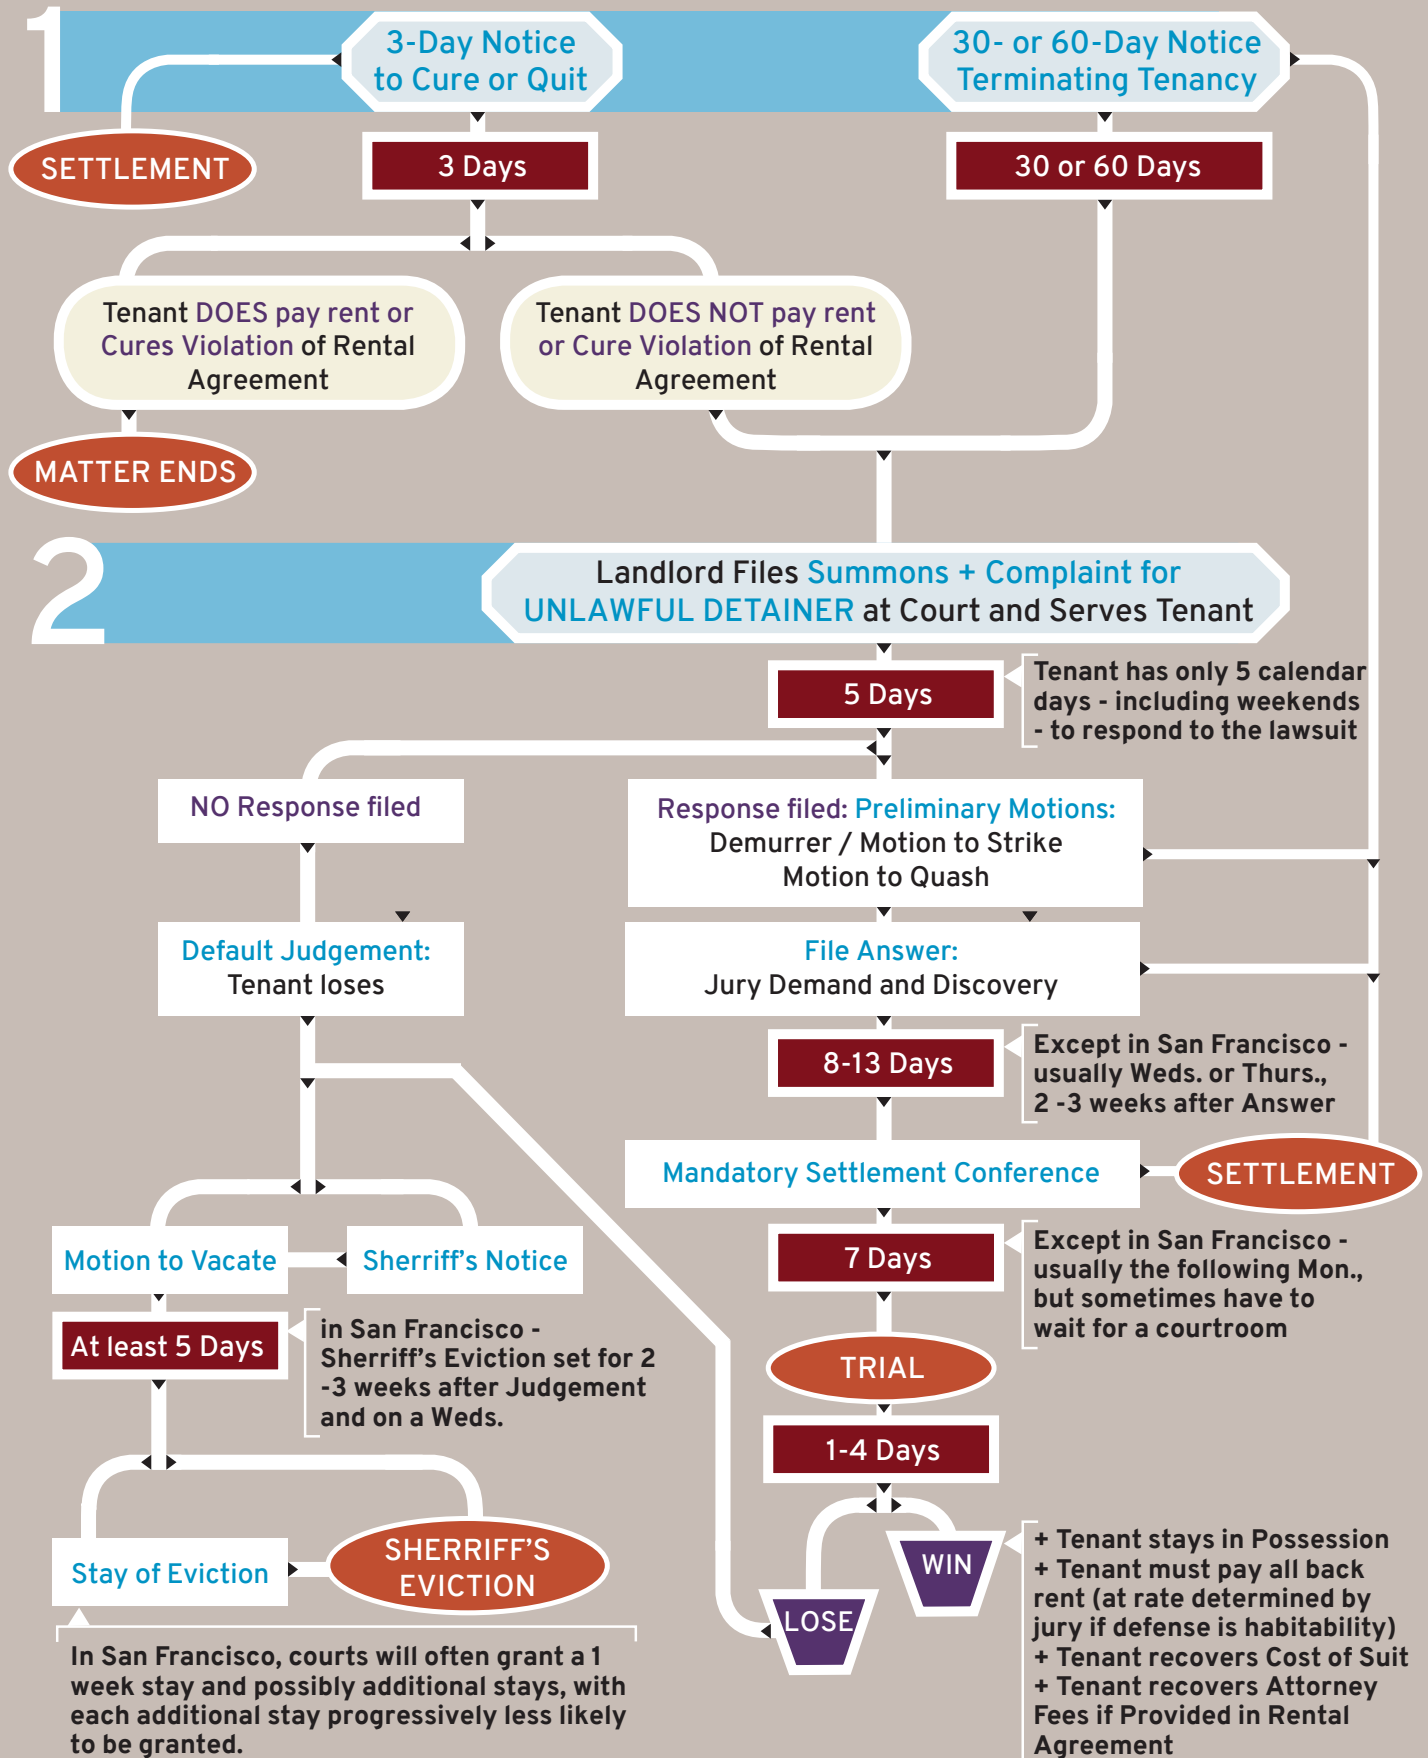 1
3-Day Notice
to Cure or Quit
30- or 60-Day Notice
Terminating Tenancy
SETTLEMENT
3 Days
30 or 60 Days
Tenant DOES pay rent or
Cures Violation of Rental
Agreement
Tenant DOES NOT pay rent
or Cure Violation of Rental
Agreement
MATTER ENDS
2
Landlord Files Summons + Complaint for
UNLAWFUL DETAINER at Court and Serves Tenant
5 Days
Tenant has only 5 calendar
days - including weekends
- to respond to the lawsuit
NO Response filed
Response filed: Preliminary Motions:
Demurrer / Motion to Strike
Motion to Quash
Default Judgement:
Tenant loses
File Answer:
Jury Demand and Discovery
8-13 Days
Except in San Francisco -
usually Weds. or Thurs.,
2 -3 weeks after Answer
Mandatory Settlement Conference
SETTLEMENT
Motion to Vacate
Sherriff's Notice
7 Days
Except in San Francisco -
usually the following Mon.,
but sometimes have to
wait for a courtroom
At least 5 Days
in San Francisco -
Sherriff's Eviction set for 2
-3 weeks after Judgement
and on a Weds.
TRIAL
1-4 Days
Stay of Eviction
SHERRIFF'S
EVICTION
LOSE
WIN
+ Tenant stays in Possession
+ Tenant must pay all back
rent (at rate determined by
jury if defense is habitability)
+ Tenant recovers Cost of Suit
+ Tenant recovers Attorney
Fees if Provided in Rental
Agreement
In San Francisco, courts will often grant a 1
week stay and possibly additional stays, with
each additional stay progressively less likely
to be granted.